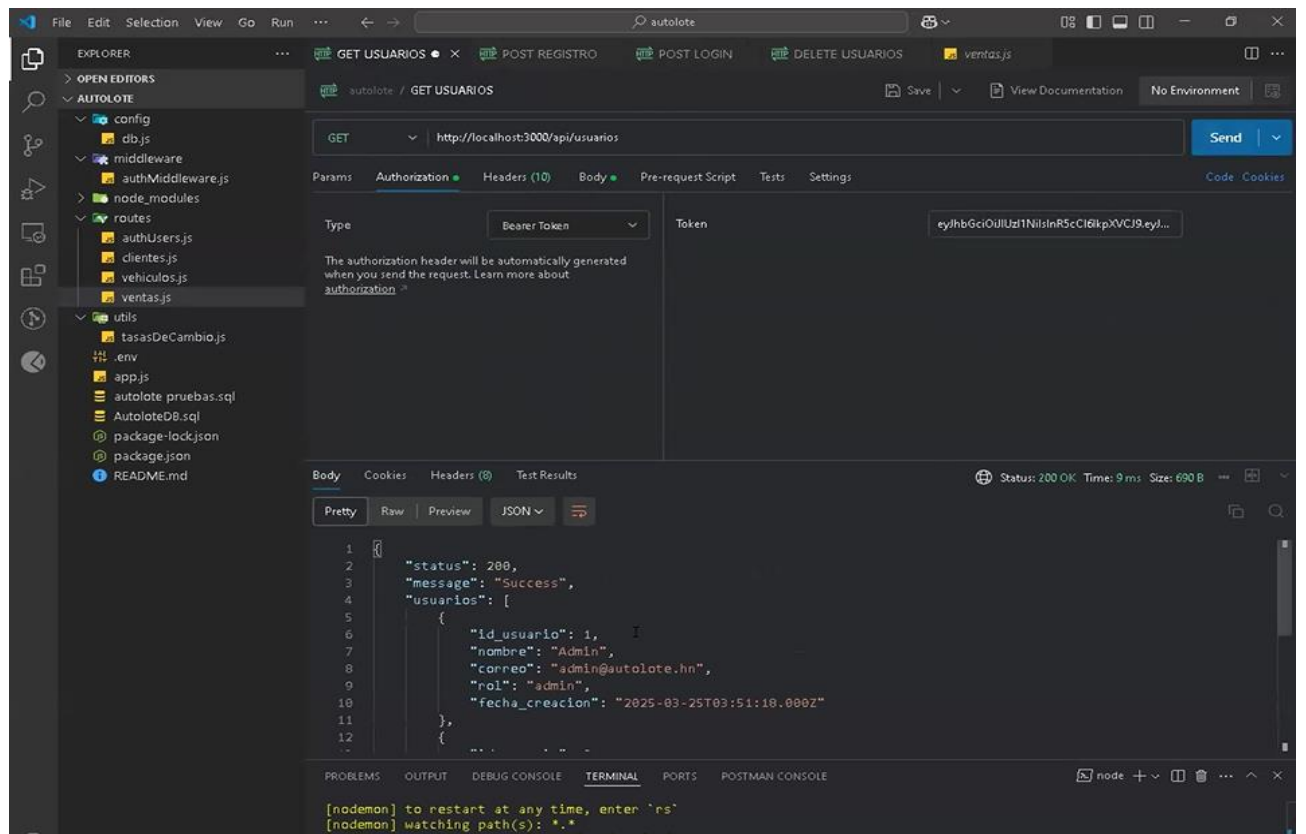 File Edit Selection View Go Run ··· autolote
EXPLORER ···
OPEN EDITORS
AUTOLOTE
config
db.js
middleware
authMiddleware.js
node_modules
routes
authUsers.js
clientes.js
vehiculos.js
ventas.js
utils
tasasDeCambio.js
.env
app.js
autolote pruebas.sql
AutoloteDB.sql
package-lock.json
package.json
README.md
GET USUARIOS POST REGISTRO POST LOGIN DELETE USUARIOS ventas.js
autolote / GET USUARIOS Save View Documentation No Environment
GET http://localhost:3000/api/usuarios Send
Params Authorization Headers (10) Body Pre-request Script Tests Settings Code Cookies
Type Bearer Token Token
The authorization header will be automatically generated
when you send the request. Learn more about
authorization
Body Cookies Headers (8) Test Results Status: 200 OK Time: 9 ms Size: 690 B
Pretty Raw Preview JSON
1 {
2 "status": 200,
3 "message": "Success",
4 "usuarios": [
5 {
6 "id_usuario": 1,
7 "nombre": "Admin",
8 "correo": "admin@autolote.hn",
9 "rol": "admin",
10 "fecha_creacion": "2025-03-25T03:51:18.000Z"
11 },
12 {
PROBLEMS OUTPUT DEBUG CONSOLE TERMINAL PORTS POSTMAN CONSOLE node
[nodemon] to restart at any time, enter `rs`
[nodemon] watching path(s): *.*